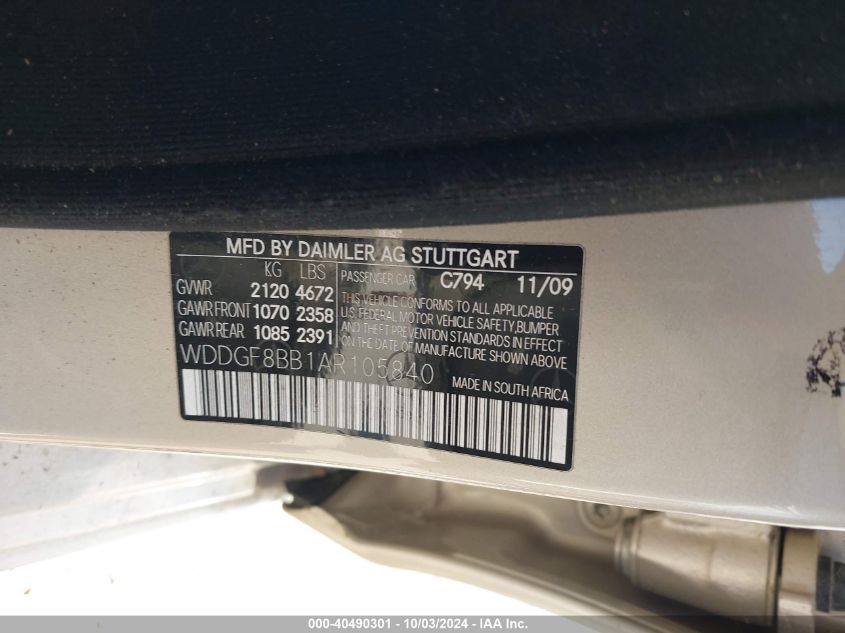 MFD BY DAIMLER AG STUTTGART
KG LBS PASSENGER CAR C794 11/09
GVWR 2120 4672
GAWR FRONT 1070 2358
GAWR REAR 1085 2391
THIS VEHICLE CONFORMS TO ALL APPLICABLE
U.S. FEDERAL MOTOR VEHICLE SAFETY, BUMPER
AND THEFT PREVENTION STANDARDS IN EFFECT
ON THE DATE OF MANUFACTURE SHOWN ABOVE
WDDGF8BB1AR105840
MADE IN SOUTH AFRICA
000-40490301 - 10/03/2024 - IAA Inc.